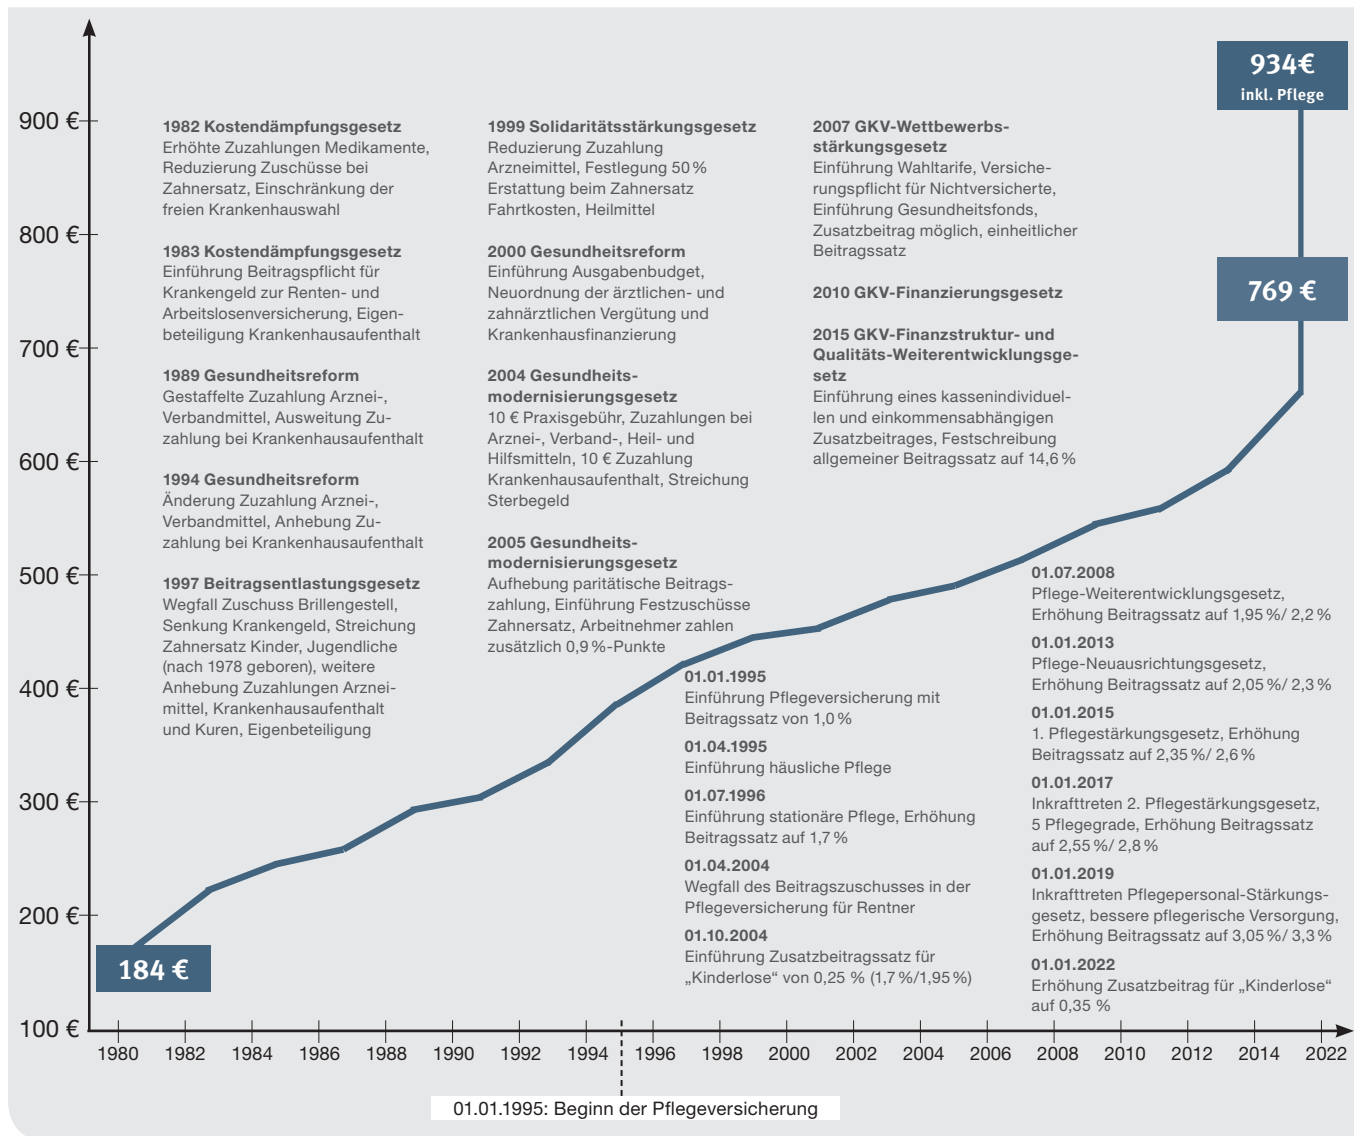 934€
inkl. Pflege
769 €
184 €
900 €
800 €
700 €
600 €
500 €
400 €
300 €
200 €
100 €
1982 Kostendämpfungsgesetz
Erhöhte Zuzahlungen Medikamente,
Reduzierung Zuschüsse bei
Zahnersatz, Einschränkung der
freien Krankenhauswahl
1983 Kostendämpfungsgesetz
Einführung Beitragspflicht für
Krankengeld zur Renten- und
Arbeitslosenversicherung, Eigen-
beteiligung Krankenhausaufenthalt
1989 Gesundheitsreform
Gestaffelte Zuzahlung Arznei-,
Verbandmittel, Ausweitung Zu-
zahlung bei Krankenhausaufenthalt
1994 Gesundheitsreform
Änderung Zuzahlung Arznei-,
Verbandmittel, Anhebung Zu-
zahlung bei Krankenhausaufenthalt
1997 Beitragsentlastungsgesetz
Wegfall Zuschuss Brillengestell,
Senkung Krankengeld, Streichung
Zahnersatz Kinder, Jugendliche
(nach 1978 geboren), weitere
Anhebung Zuzahlungen Arznei-
mittel, Krankenhausaufenthalt
und Kuren, Eigenbeteiligung
1999 Solidaritätsstärkungsgesetz
Reduzierung Zuzahlung
Arzneimittel, Festlegung 50 %
Erstattung beim Zahnersatz
Fahrtkosten, Heilmittel
2000 Gesundheitsreform
Einführung Ausgabenbudget,
Neuordnung der ärztlichen- und
zahnärztlichen Vergütung und
Krankenhausfinanzierung
2004 Gesundheits-
modernisierungsgesetz
10 € Praxisgebühr, Zuzahlungen bei
Arznei-, Verband-, Heil- und
Hilfsmitteln, 10 € Zuzahlung
Krankenhausaufenthalt, Streichung
Sterbegeld
2005 Gesundheits-
modernisierungsgesetz
Aufhebung paritätische Beitrags-
zahlung, Einführung Festzuschüsse
Zahnersatz, Arbeitnehmer zahlen
zusätzlich 0,9 %-Punkte
2007 GKV-Wettbewerbs-
stärkungsgesetz
Einführung Wahltarife, Versiche-
rungspflicht für Nichtversicherte,
Einführung Gesundheitsfonds,
Zusatzbeitrag möglich, einheitlicher
Beitragssatz
2010 GKV-Finanzierungsgesetz
2015 GKV-Finanzstruktur- und
Qualitäts-Weiterentwicklungsge-
setz
Einführung eines kassenindividuel-
len und einkommensabhängigen
Zusatzbeitrages, Festschreibung
allgemeiner Beitragssatz auf 14,6 %
01.01.1995
Einführung Pflegeversicherung mit
Beitragssatz von 1,0 %
01.04.1995
Einführung häusliche Pflege
01.07.1996
Einführung stationäre Pflege, Erhöhung
Beitragssatz auf 1,7 %
01.04.2004
Wegfall des Beitragszuschusses in der
Pflegeversicherung für Rentner
01.10.2004
Einführung Zusatzbeitragssatz für
„Kinderlose“ von 0,25 % (1,7 %/1,95 %)
01.07.2008
Pflege-Weiterentwicklungsgesetz,
Erhöhung Beitragssatz auf 1,95 %/ 2,2 %
01.01.2013
Pflege-Neuausrichtungsgesetz,
Erhöhung Beitragssatz auf 2,05 %/ 2,3 %
01.01.2015
1. Pflegestärkungsgesetz, Erhöhung
Beitragssatz auf 2,35 %/ 2,6 %
01.01.2017
Inkrafttreten 2. Pflegestärkungsgesetz,
5 Pflegegrade, Erhöhung Beitragssatz
auf 2,55 %/ 2,8 %
01.01.2019
Inkrafttreten Pflegepersonal-Stärkungs-
gesetz, bessere pflegerische Versorgung,
Erhöhung Beitragssatz auf 3,05 %/ 3,3 %
01.01.2022
Erhöhung Zusatzbeitrag für „Kinderlose“
auf 0,35 %
1980 1982 1984 1986 1988 1990 1992 1994 1996 1998 2000 2002 2004 2006 2008 2010 2012 2014 2022
01.01.1995: Beginn der Pflegeversicherung